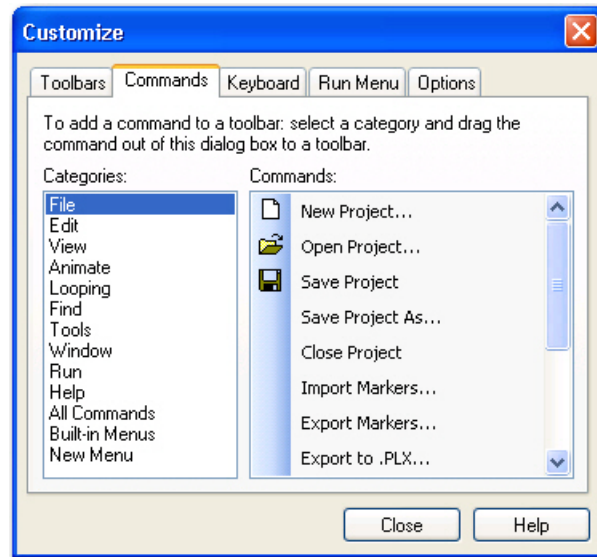 Customize
Toolbars Commands Keyboard Run Menu Options
To add a command to a toolbar: select a category and drag the
command out of this dialog box to a toolbar.
Categories:
File
Edit
View
Animate
Looping
Find
Tools
Window
Run
Help
All Commands
Built-in Menus
New Menu
Commands:
New Project...
Open Project...
Save Project
Save Project As...
Close Project
Import Markers...
Export Markers...
Export to .PLX...
Close Help